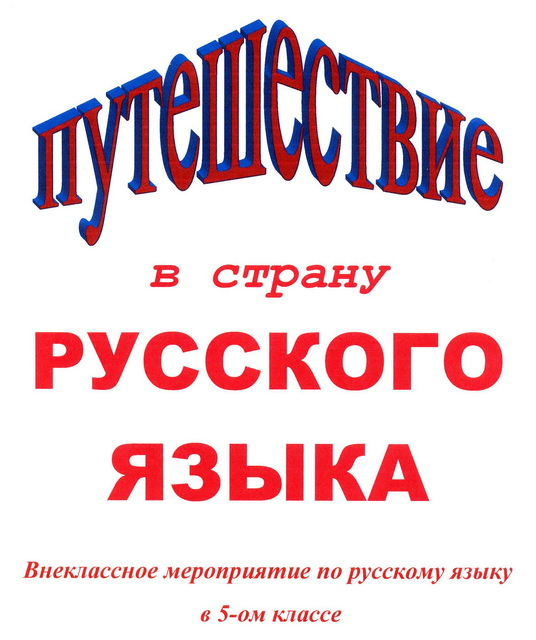 путешествие
в страну
РУССКОГО
ЯЗЫКА
Внеклассное мероприятие по русскому языку
в 5-ом классе